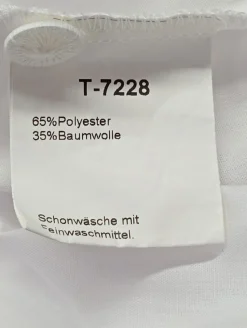 T-7228
65%Polyester
35%Baumwolle
Schonwäsche mit
Feinwaschmittel.